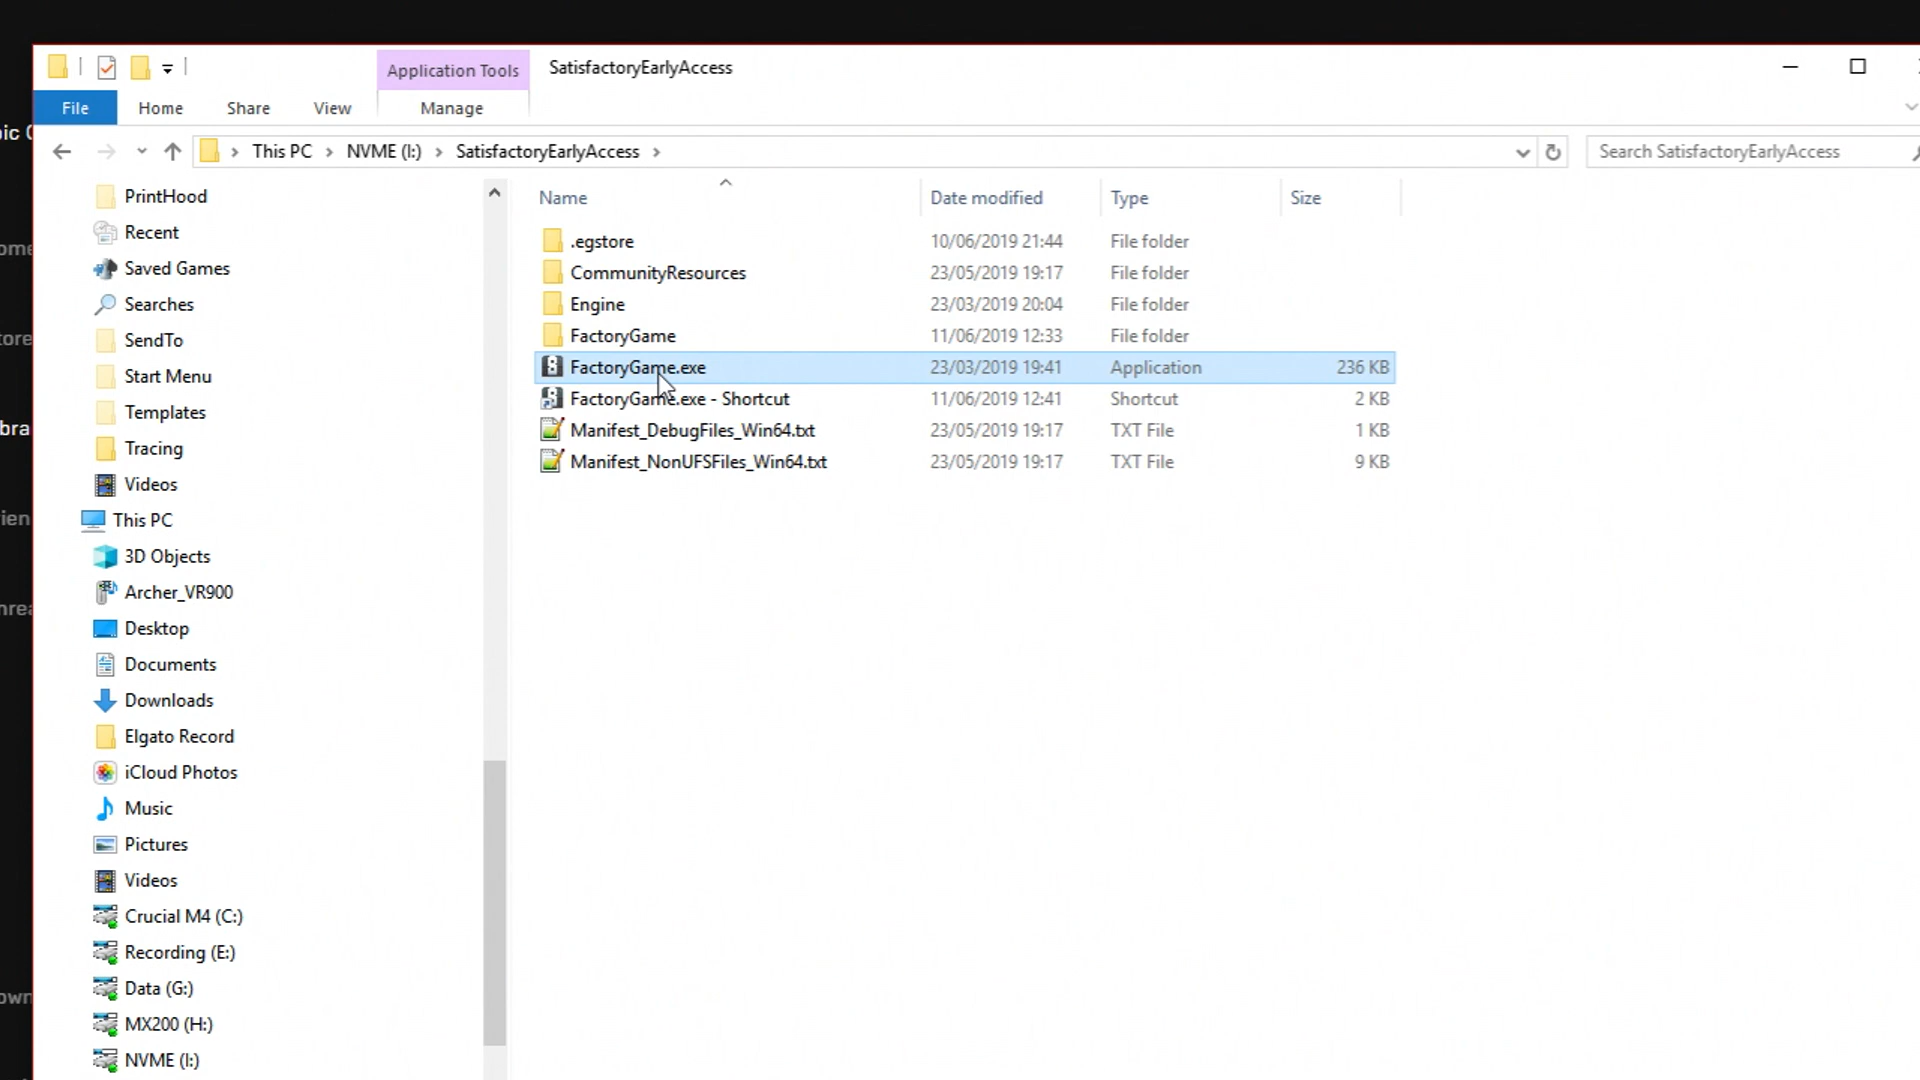 Application Tools
SatisfactoryEarlyAccess
File
Home
Share
View
Manage
This PC
NVME (I:)
SatisfactoryEarlyAccess
Search SatisfactoryEarlyAccess
Name
Date modified
Type
Size
.egstore 10/06/2019 21:44 File folder
CommunityResources 23/05/2019 19:17 File folder
Engine 23/03/2019 20:04 File folder
FactoryGame 11/06/2019 12:33 File folder
FactoryGame.exe 23/03/2019 19:41 Application 236 KB
FactoryGame.exe - Shortcut 11/06/2019 12:41 Shortcut 2 KB
Manifest_DebugFiles_Win64.txt 23/05/2019 19:17 TXT File 1 KB
Manifest_NonUFSFiles_Win64.txt 23/05/2019 19:17 TXT File 9 KB
PrintHood
Recent
Saved Games
Searches
SendTo
Start Menu
Templates
Tracing
Videos
This PC
3D Objects
Archer_VR900
Desktop
Documents
Downloads
Elgato Record
iCloud Photos
Music
Pictures
Videos
Crucial M4 (C:)
Recording (E:)
Data (G:)
MX200 (H:)
NVME (I:)